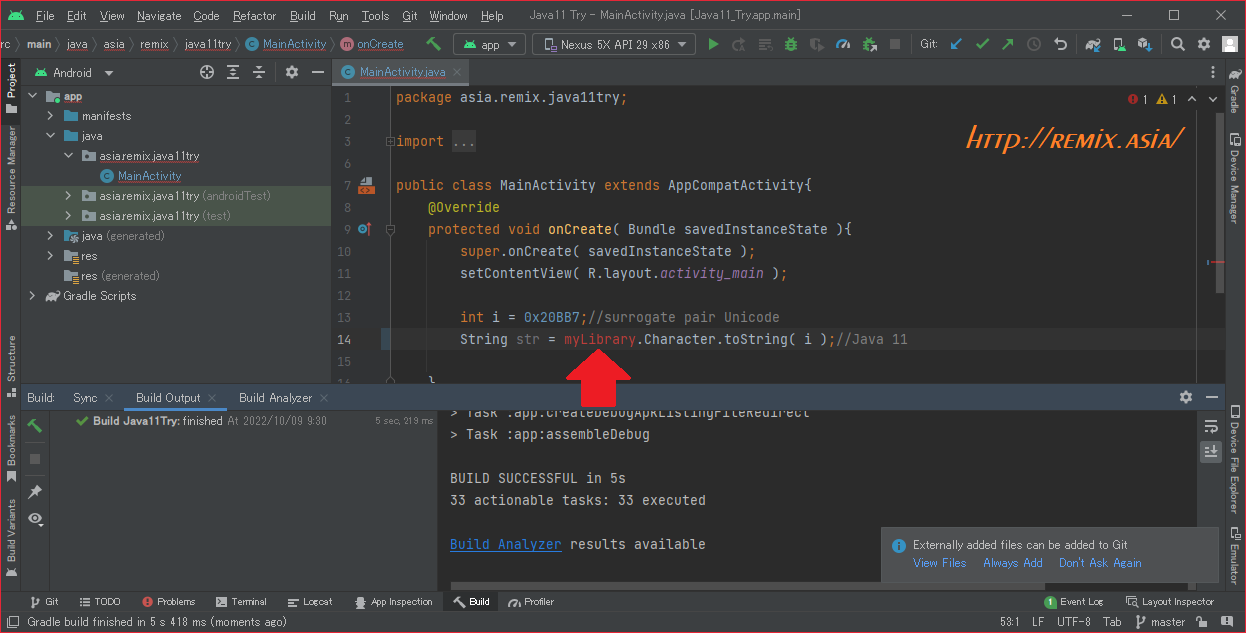 File Edit View Navigate Code Refactor Build Run Tools Git Window Help Java11 Try - MainActivity.java [Java11_Try.app.main]
rc main java asia remix java11try MainActivity onCreate app Nexus 5X API 29 x86 Git:
Project
Resource Manager
Structure
Bookmarks
Build Variants
Android
app
manifests
java
asia.remix.java11try
MainActivity
asia.remix.java11try (androidTest)
asia.remix.java11try (test)
java (generated)
res
res (generated)
Gradle Scripts
MainActivity.java
1 package asia.remix.java11try;
2
3 import ...
6
7 public class MainActivity extends AppCompatActivity{
8 @Override
9 protected void onCreate( Bundle savedInstanceState ){
10 super.onCreate( savedInstanceState );
11 setContentView( R.layout.activity_main );
12
13 int i = 0x20BB7;//surrogate pair Unicode
14 String str = myLibrary.Character.toString( i );//Java 11
15
16 }
1 1
HTTP://REMIX.ASIA/
Gradle
Device Manager
Device File Explorer
Emulator
Build: Sync Build Output Build Analyzer
Build Java11Try: finished At 2022/10/09 9:30 5 sec, 219 ms
> Task :app:createDebugApkListingFileRedirect
> Task :app:assembleDebug
BUILD SUCCESSFUL in 5s
33 actionable tasks: 33 executed
Build Analyzer results available
Externally added files can be added to Git
View Files Always Add Don't Ask Again
Git TODO Problems Terminal Logcat App Inspection Build Profiler 1 Event Log Layout Inspector
Gradle build finished in 5 s 418 ms (moments ago) 53:1 LF UTF-8 Tab master